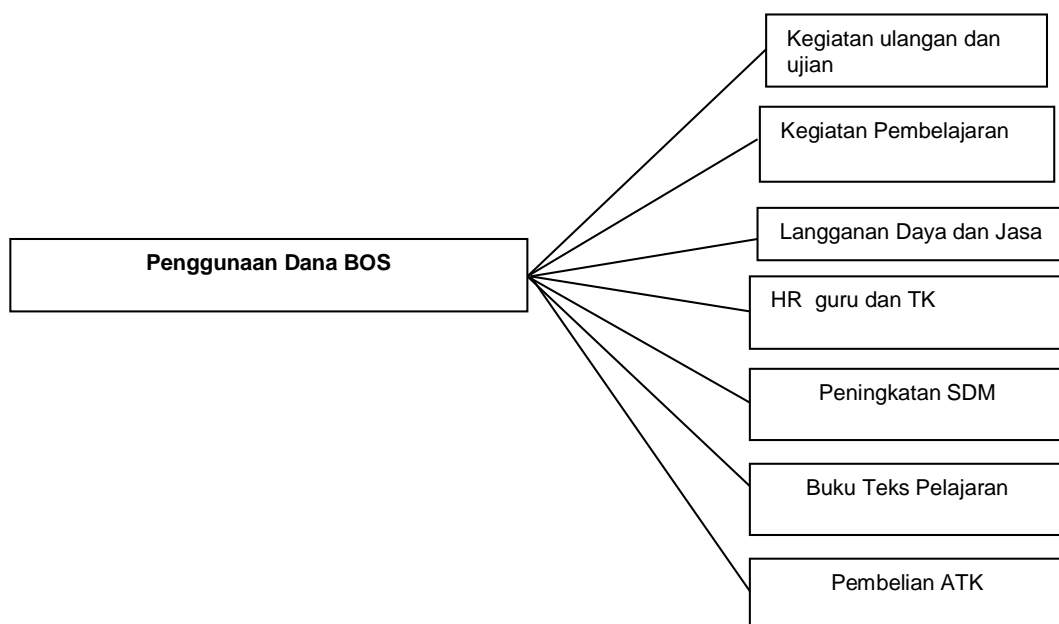 Kegiatan ulangan dan
ujian
Kegiatan Pembelajaran
Langganan Daya dan Jasa
Penggunaan Dana BOS
HR guru dan TK
Peningkatan SDM
Buku Teks Pelajaran
Pembelian ATK